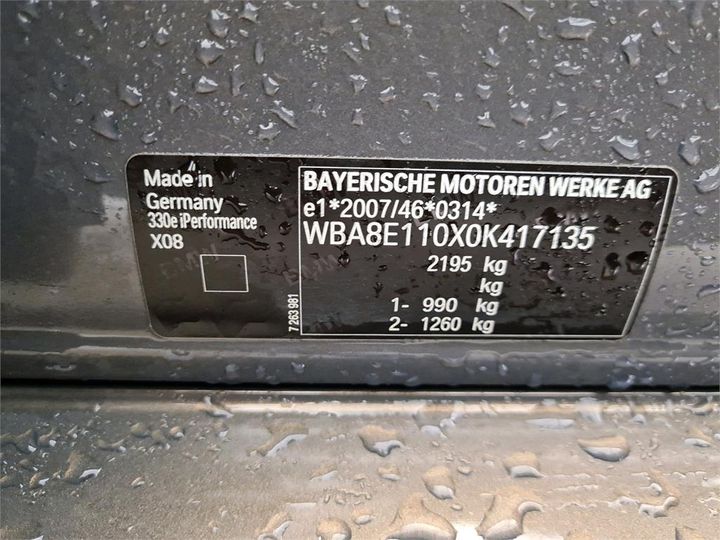 Made in
Germany
330e iPerformance
X08
7 263 981
BAYERISCHE MOTOREN WERKE AG
e1*2007/46*0314*
WBA8E110X0K417135
2195 kg
kg
1- 990 kg
2- 1260 kg